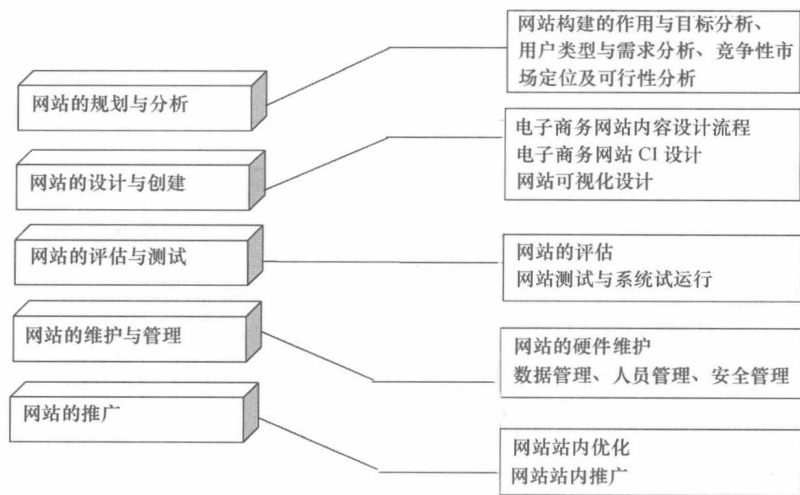 网站的规划与分析
网站构建的作用与目标分析、
用户类型与需求分析、竞争性市
场定位及可行性分析
网站的设计与创建
电子商务网站内容设计流程
电子商务网站 CI 设计
网站可视化设计
网站的评估与测试
网站的评估
网站测试与系统试运行
网站的维护与管理
网站的硬件维护
数据管理、人员管理、安全管理
网站的推广
网站站内优化
网站站内推广